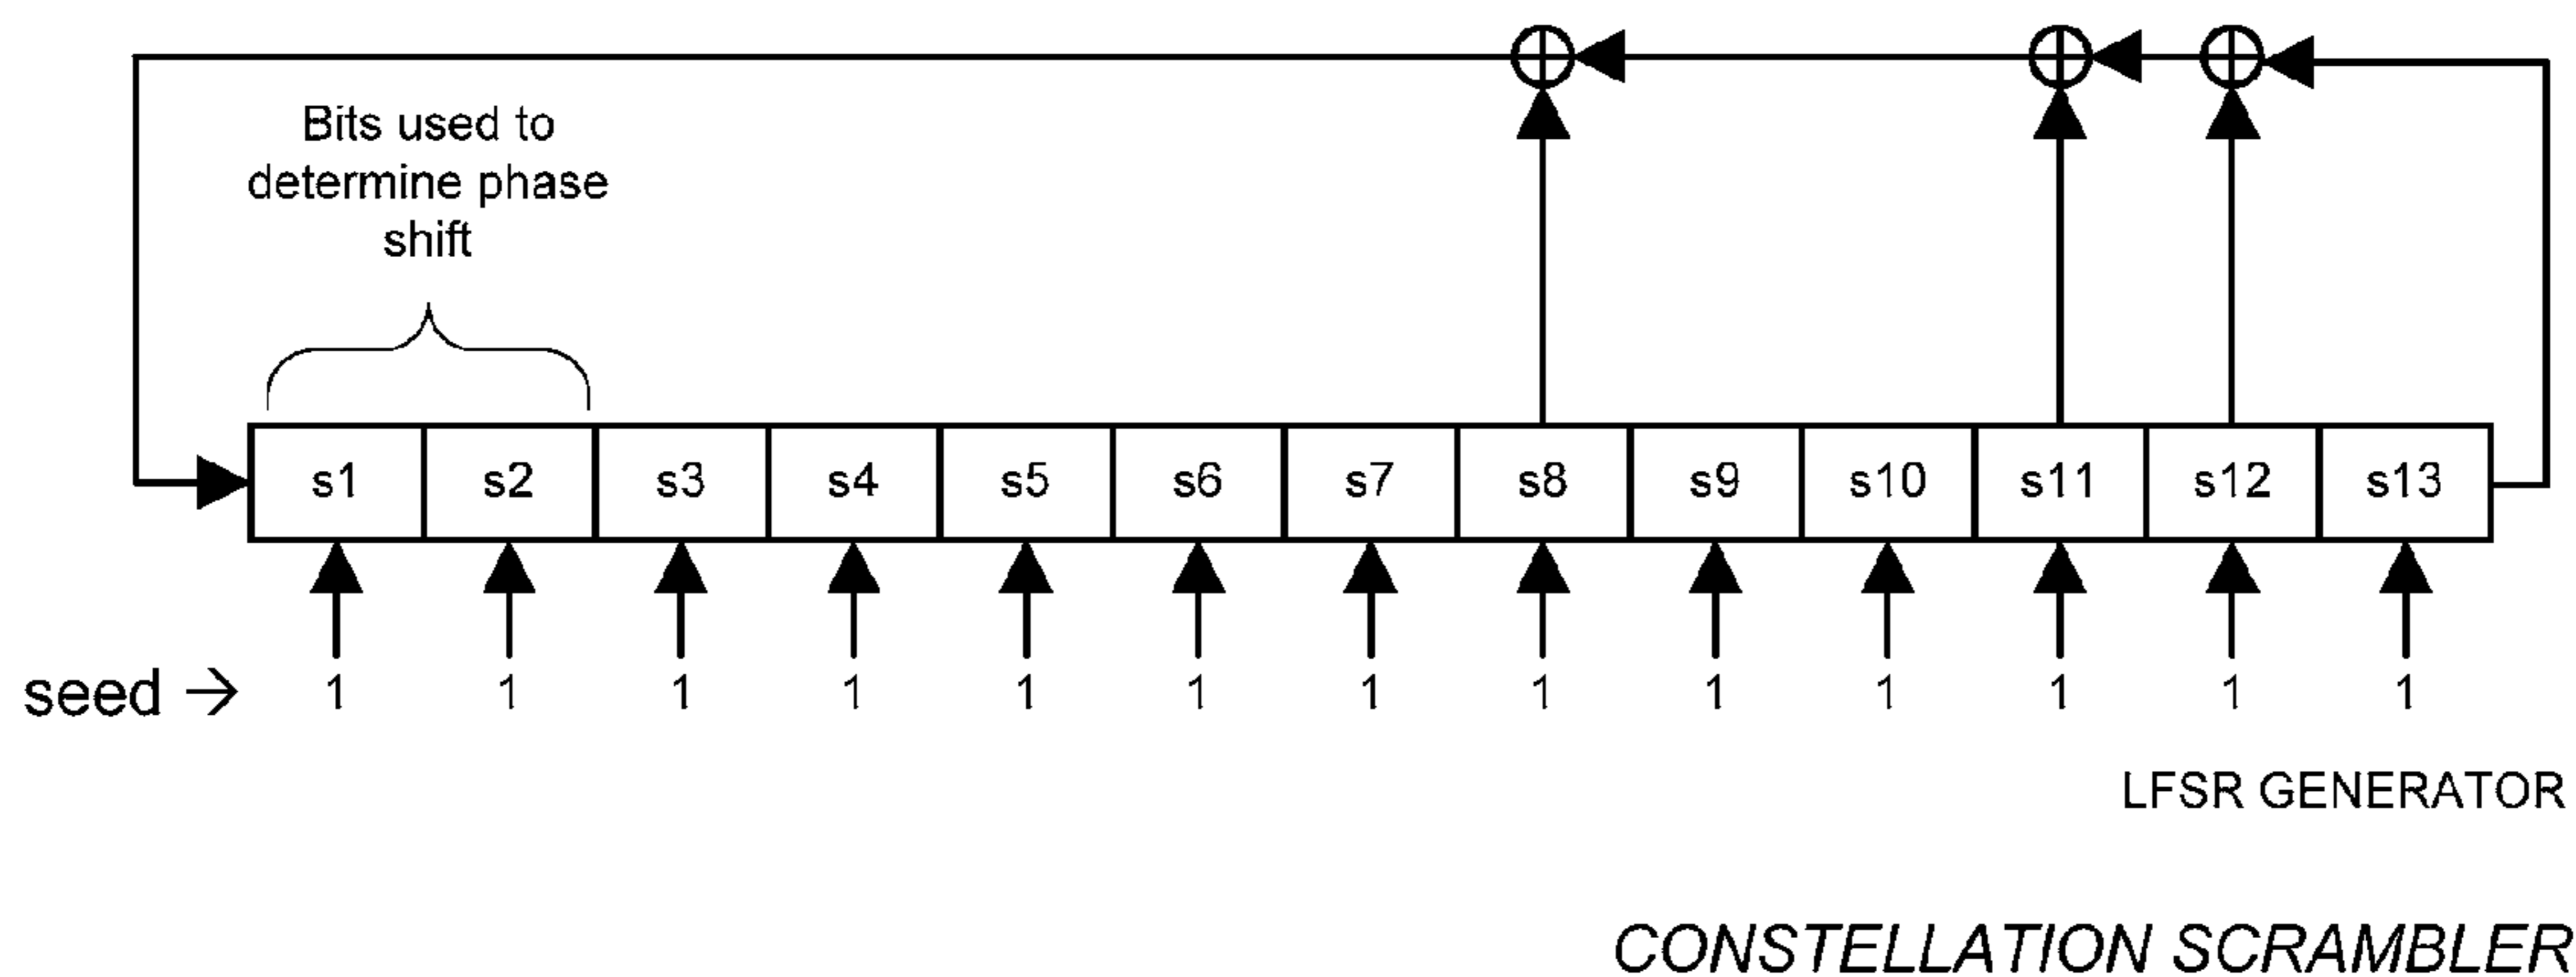 Bits used to
determine phase
shift
s1 s2 s3 s4 s5 s6 s7 s8 s9 s10 s11 s12 s13
seed → 1 1 1 1 1 1 1 1 1 1 1 1 1
LFSR GENERATOR
CONSTELLATION SCRAMBLER